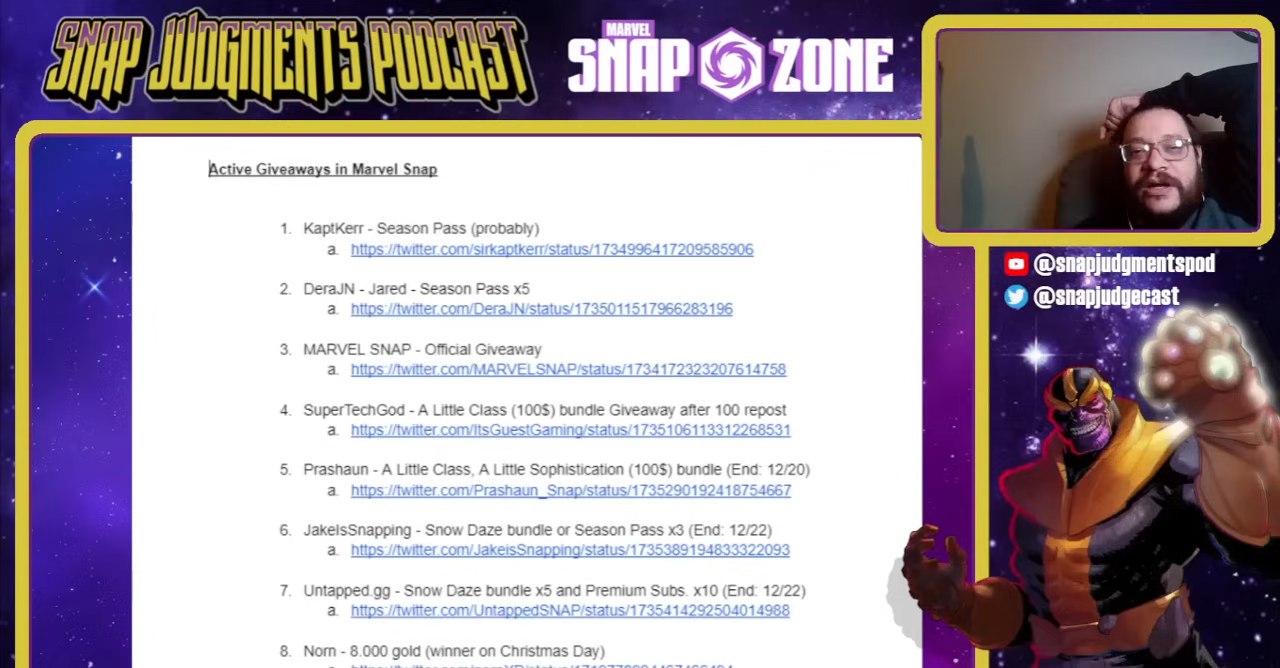 SNAP JUDGMENTS PODCAST
MARVEL
SNAP ZONE
Active Giveaways in Marvel Snap
1. KaptKerr - Season Pass (probably)
a. https://twitter.com/sirkaptkerr/status/1734996417209585906
2. DeraJN - Jared - Season Pass x5
a. https://twitter.com/DeraJN/status/1735011517966283196
3. MARVEL SNAP - Official Giveaway
a. https://twitter.com/MARVELSNAP/status/1734172323207614758
4. SuperTechGod - A Little Class (100$) bundle Giveaway after 100 repost
a. https://twitter.com/ItsGuestGaming/status/1735106113312268531
5. Prashaun - A Little Class, A Little Sophistication (100$) bundle (End: 12/20)
a. https://twitter.com/Prashaun_Snap/status/1735290192418754667
6. JakeIsSnapping - Snow Daze bundle or Season Pass x3 (End: 12/22)
a. https://twitter.com/JakeisSnapping/status/1735389194833322093
7. Untapped.gg - Snow Daze bundle x5 and Premium Subs. x10 (End: 12/22)
a. https://twitter.com/UntappedSNAP/status/1735414292504014988
8. Norn - 8.000 gold (winner on Christmas Day)
@snapjudgmentspod
@snapjudgecast